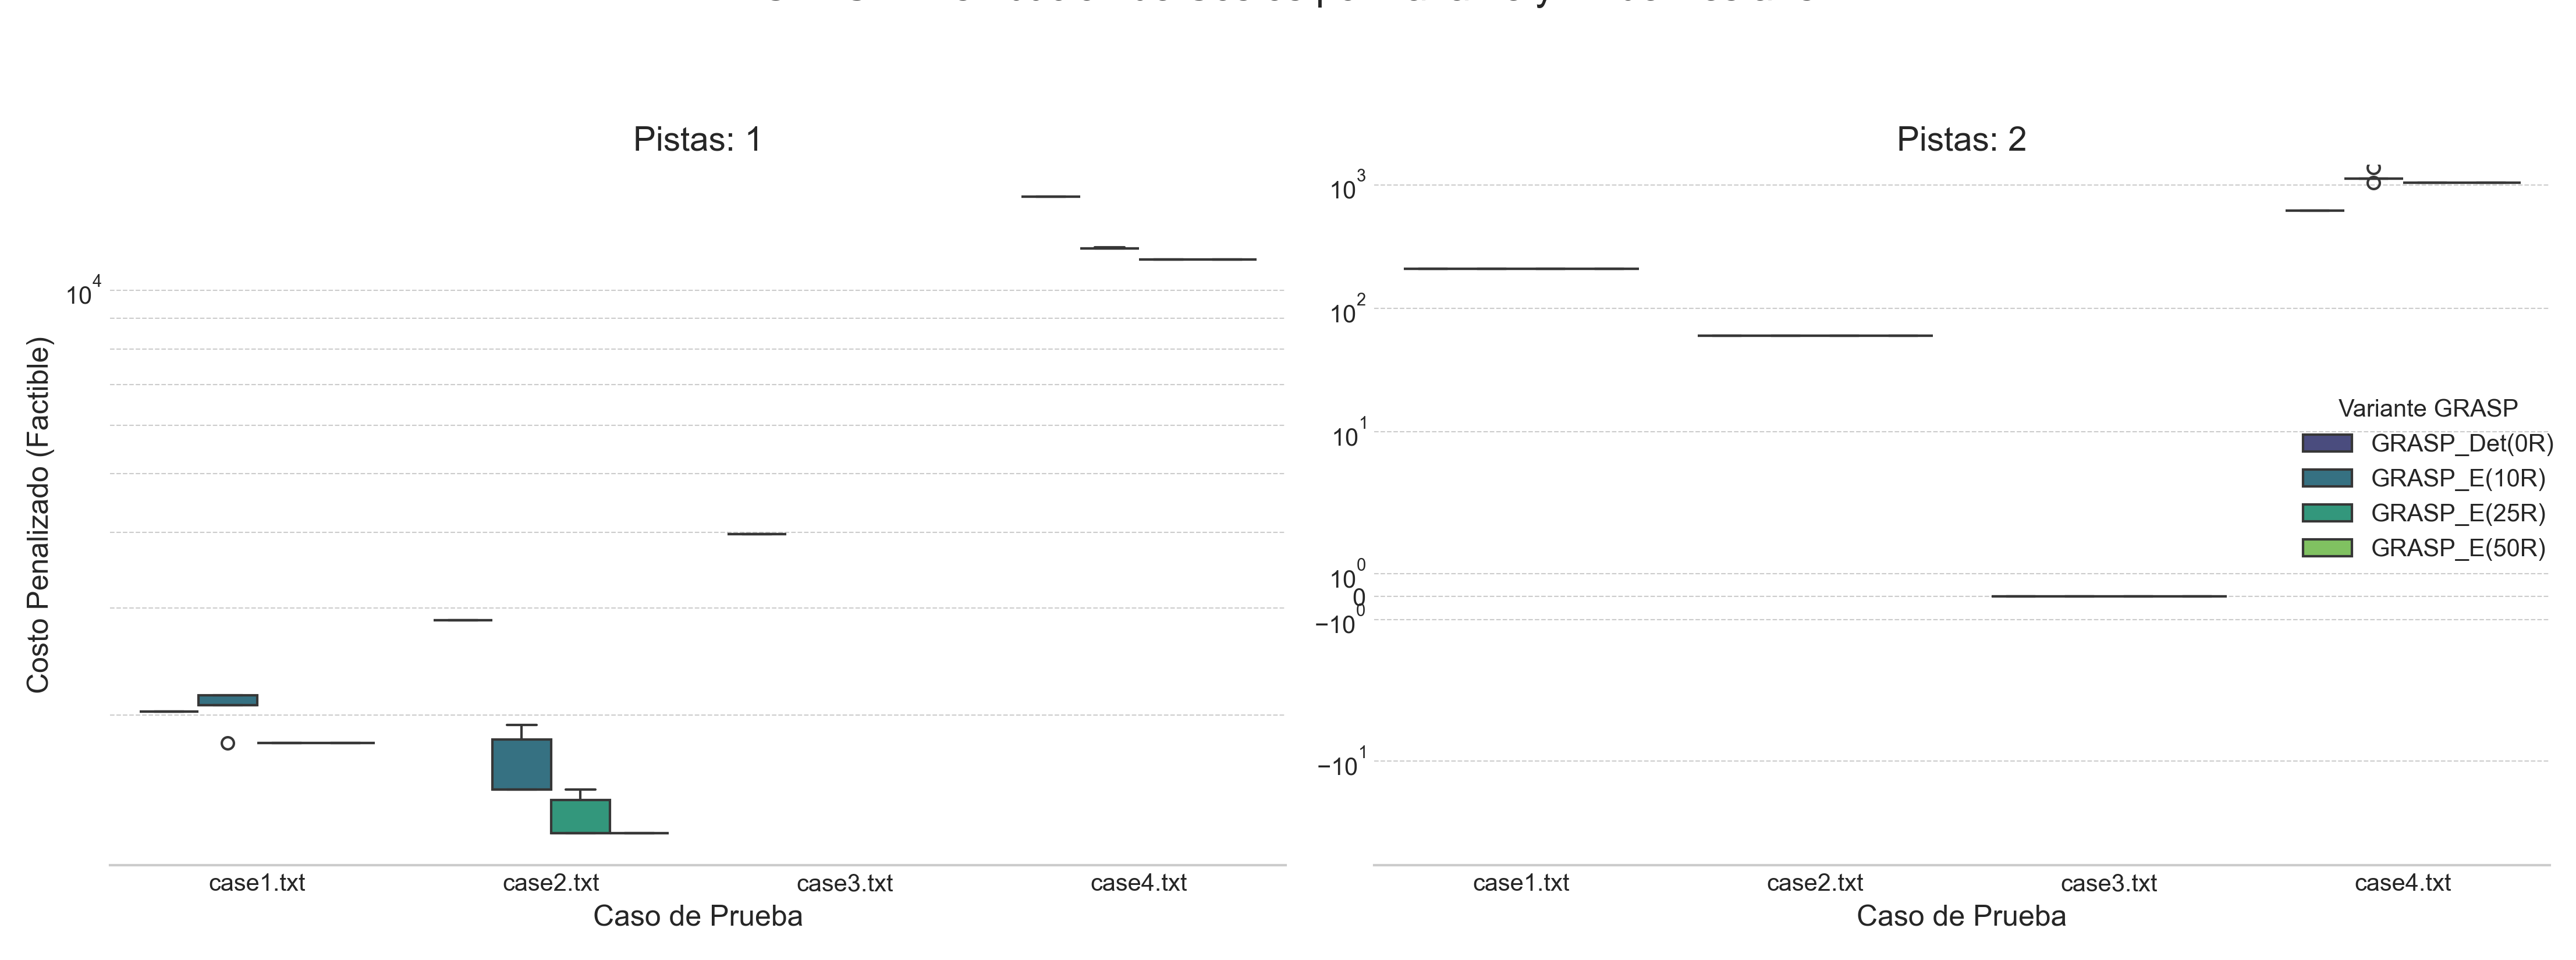 Pistas: 1
10^4
Costo Penalizado (Factible)
case1.txt case2.txt case3.txt case4.txt
Caso de Prueba
Pistas: 2
10^3
10^2
10^1
10^0
0
−10^0
−10^1
Variante GRASP
GRASP_Det(0R)
GRASP_E(10R)
GRASP_E(25R)
GRASP_E(50R)
case1.txt case2.txt case3.txt case4.txt
Caso de Prueba